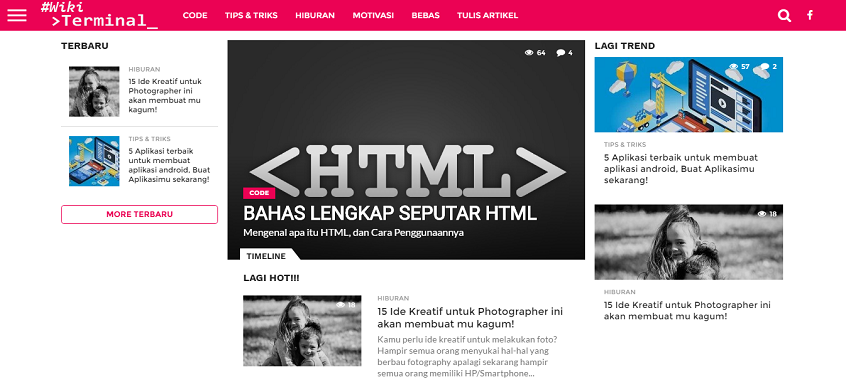 #Wiki
>Terminal_
CODE
TIPS & TRIKS
HIBURAN
MOTIVASI
BEBAS
TULIS ARTIKEL
TERBARU
HIBURAN
15 Ide Kreatif untuk
Photographer ini
akan membuat mu
kagum!
TIPS & TRIKS
5 Aplikasi terbaik
untuk membuat
aplikasi android, Buat
Aplikasimu sekarang!
MORE TERBARU
64
4
<HTML>
CODE
BAHAS LENGKAP SEPUTAR HTML
Mengenal apa itu HTML, dan Cara Penggunaannya
TIMELINE
LAGI HOT!!!
18
HIBURAN
15 Ide Kreatif untuk Photographer ini
akan membuat mu kagum!
Kamu perlu ide kreatif untuk melakukan foto?
Hampir semua orang menyukai hal-hal yang
berbau fotography apalagi sekarang hampir
semua orang memiliki HP/Smartphone...
LAGI TREND
57
2
TIPS & TRIKS
5 Aplikasi terbaik untuk membuat
aplikasi android, Buat Aplikasimu
sekarang!
18
HIBURAN
15 Ide Kreatif untuk Photographer ini
akan membuat mu kagum!